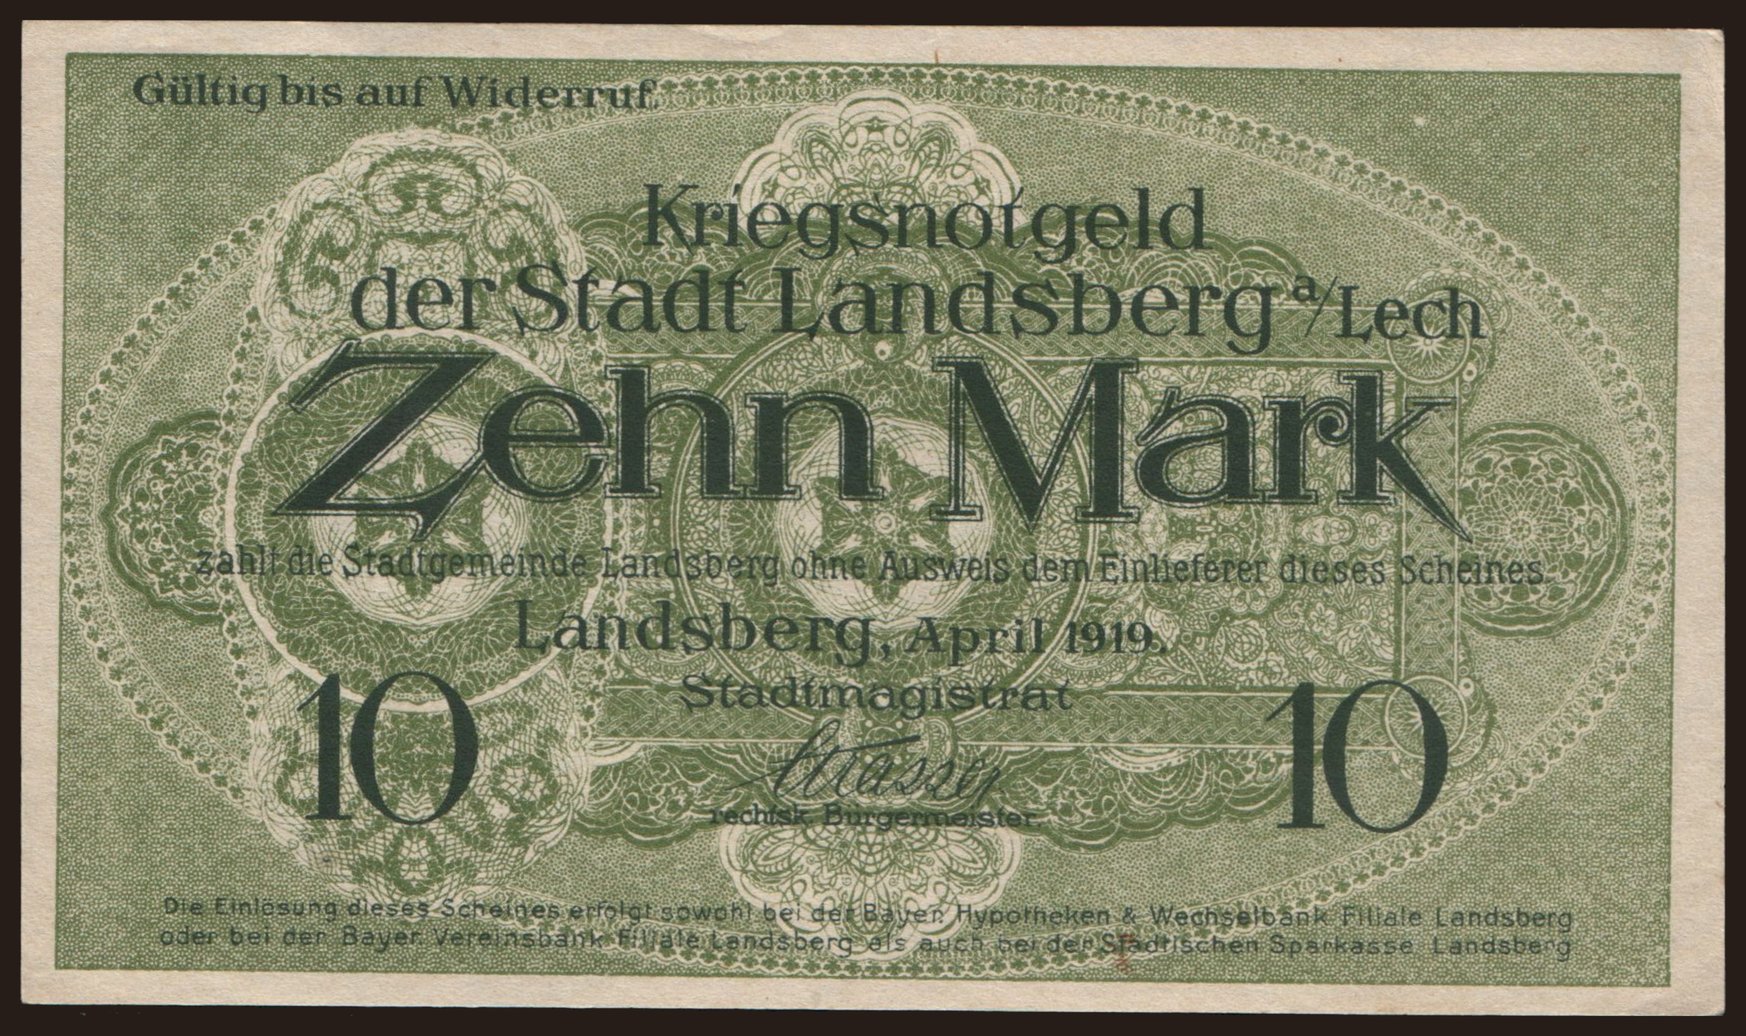 Gültig bis auf Widerruf.
Kriegsnotgeld
der Stadt Landsberg a/Lech
Zehn Mark
zahlt die Stadtgemeinde Landsberg ohne Ausweis dem Einlieferer dieses Scheines
Landsberg, April 1919.
Stadtmagistrat
Strasser
rechtsk. Bürgermeister.
10 10
Die Einlösung dieses Scheines erfolgt sowohl bei der Bayer. Hypotheken & Wechselbank Filiale Landsberg
oder bei der Bayer. Vereinsbank Filiale Landsberg als auch bei der Städtischen Sparkasse Landsberg